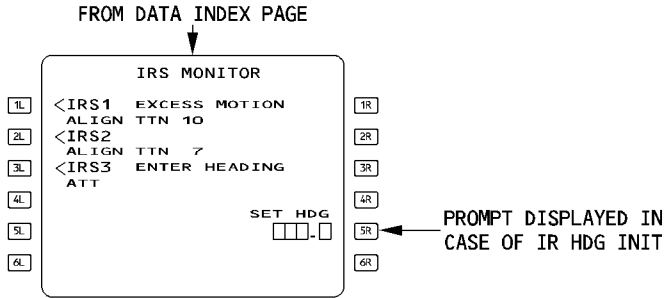 FROM DATA INDEX PAGE
IRS MONITOR
1L <IRS1 EXCESS MOTION 1R
ALIGN TTN 10
2L <IRS2 2R
ALIGN TTN 7
3L <IRS3 ENTER HEADING 3R
ATT
4L 4R
SET HDG
5L . 5R PROMPT DISPLAYED IN
CASE OF IR HDG INIT
6L 6R